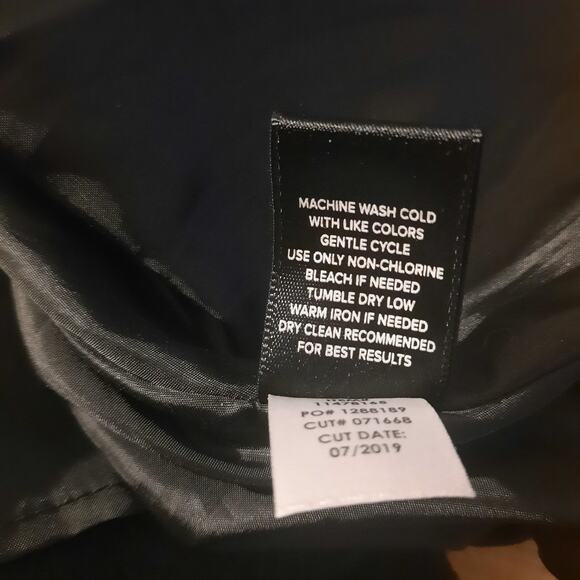 MACHINE WASH COLD
WITH LIKE COLORS
GENTLE CYCLE
USE ONLY NON-CHLORINE
BLEACH IF NEEDED
TUMBLE DRY LOW
WARM IRON IF NEEDED
DRY CLEAN RECOMMENDED
FOR BEST RESULTS
11478168
PO# 1288189
CUT# 071668
CUT DATE:
07/2019